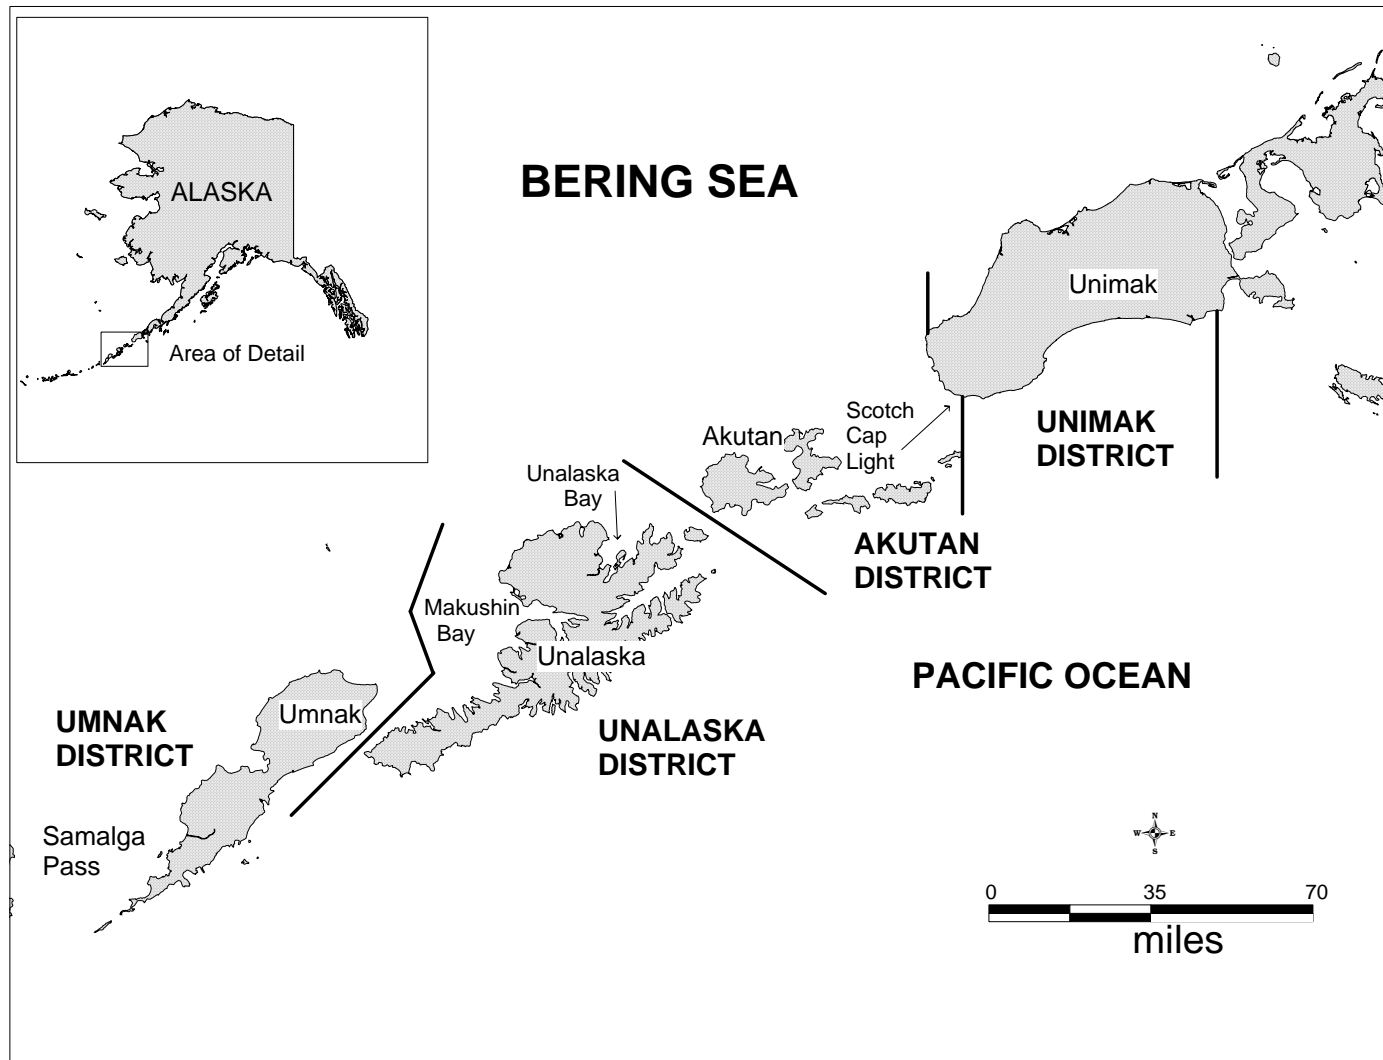 ALASKA
Area of Detail
BERING SEA
Unimak
Scotch
Cap
Light
UNIMAK
DISTRICT
Akutan
Unalaska
Bay
AKUTAN
DISTRICT
Makushin
Bay
Unalaska
PACIFIC OCEAN
Umnak
UMNAK
DISTRICT
UNALASKA
DISTRICT
Samalga
Pass
N
W E
S
0 35 70
miles